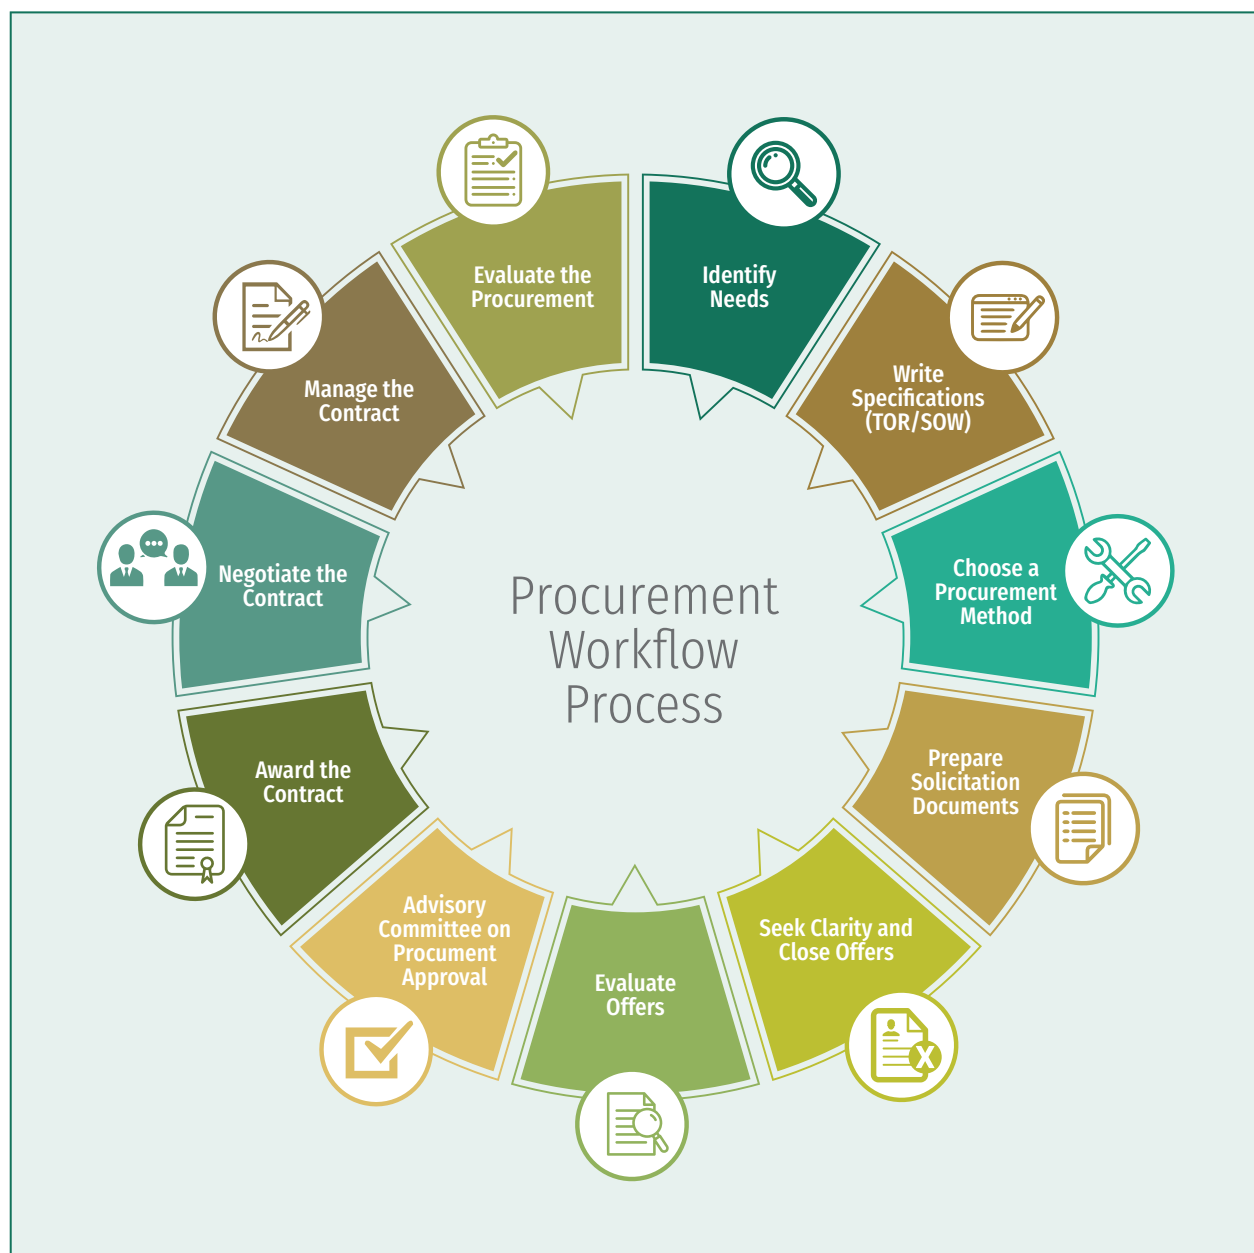 Procurement
Workflow
Process
Identify
Needs
Write
Specifications
(TOR/SOW)
Choose a
Procurement
Method
Prepare
Solicitation
Documents
Seek Clarity and
Close Offers
X
Evaluate
Offers
Advisory
Committee on
Procument
Approval
Award the
Contract
Negotiate the
Contract
Manage the
Contract
Evaluate the
Procurement